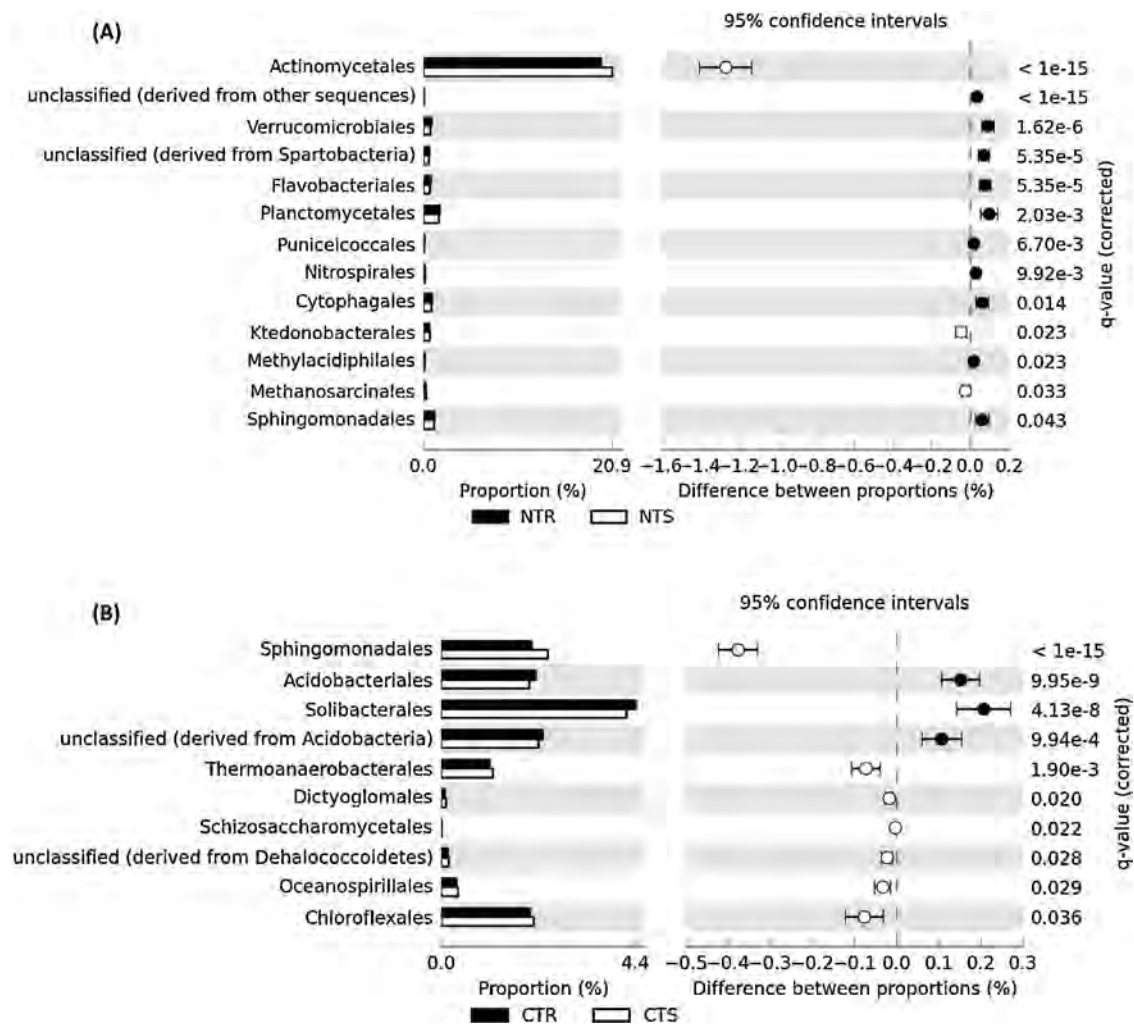 (A)
95% confidence intervals
Actinomycetales < 1e-15
unclassified (derived from other sequences) < 1e-15
Verrucomicrobiales 1.62e-6
unclassified (derived from Spartobacteria) 5.35e-5
Flavobacteriales 5.35e-5
Planctomycetales 2.03e-3
Puniceicoccales 6.70e-3
Nitrospirales 9.92e-3
Cytophagales 0.014
Ktedonobacterales 0.023
Methylacidiphilales 0.023
Methanosarcinales 0.033
Sphingomonadales 0.043
q-value (corrected)
0.0 20.9 −1.6−1.4−1.2−1.0−0.8−0.6−0.4−0.2 0.0 0.2
Proportion (%) Difference between proportions (%)
NTR NTS
(B)
95% confidence intervals
Sphingomonadales < 1e-15
Acidobacteriales 9.95e-9
Solibacterales 4.13e-8
unclassified (derived from Acidobacteria) 9.94e-4
Thermoanaerobacterales 1.90e-3
Dictyoglomales 0.020
Schizosaccharomycetales 0.022
unclassified (derived from Dehalococcoidetes) 0.028
Oceanospirillales 0.029
Chloroflexales 0.036
q-value (corrected)
0.0 4.4 −0.5−0.4−0.3−0.2−0.1 0.0 0.1 0.2 0.3
Proportion (%) Difference between proportions (%)
CTR CTS